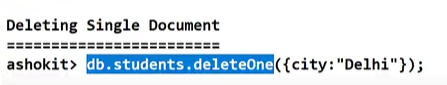 Deleting Single Document
========================
ashokit> db.students.deleteOne({city:"Delhi"});